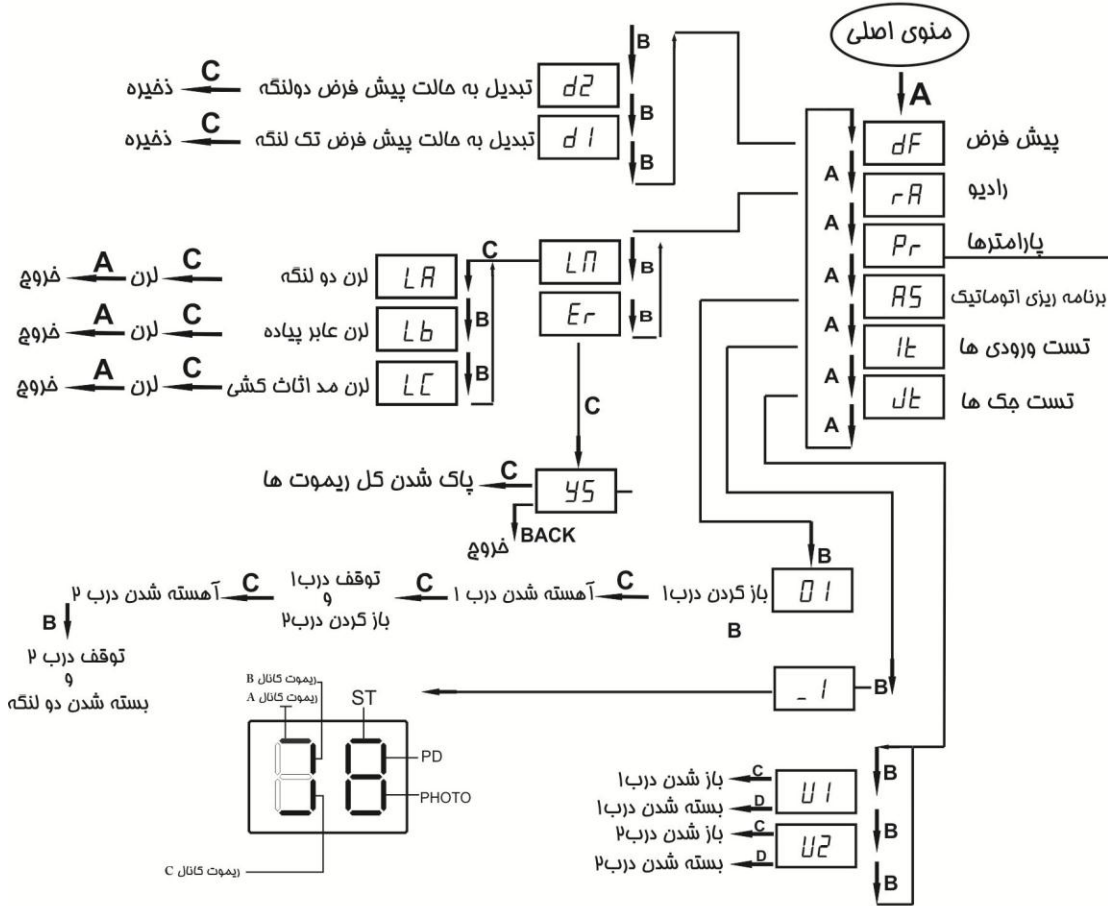 منوی اصلی
A
dF پیش فرض
A
rA رادیو
A
Pr پارامترها
A
AS برنامه ریزی اتوماتیک
A
It تست ورودی ها
A
Jt تست جک ها
A
B
d2 تبدیل به حالت پیش فرض دولنگه C ذخیره
B
d1 تبدیل به حالت پیش فرض تک لنگه C ذخیره
B
LN
B
Er
B
C
LA لرن دو لنگه C لرن A خروج
B
Lb لرن عابر پیاده C لرن A خروج
B
LC لرن مد اثاث کشی C لرن A خروج
C
YS C پاک شدن کل ریموت ها
BACK
خروج
B
01 باز کردن درب۱ C آهسته شدن درب ۱ C توقف درب۱
و
باز کردن درب۲
C آهسته شدن درب ۲
B
B
توقف درب ۲
و
بسته شدن دو لنگه
B
_1
ریموت کانال B
ریموت کانال A
ST
PD
PHOTO
ریموت کانال C
B
U1 C باز شدن درب۱
D بسته شدن درب۱
B
U2 C باز شدن درب۲
D بسته شدن درب۲
B